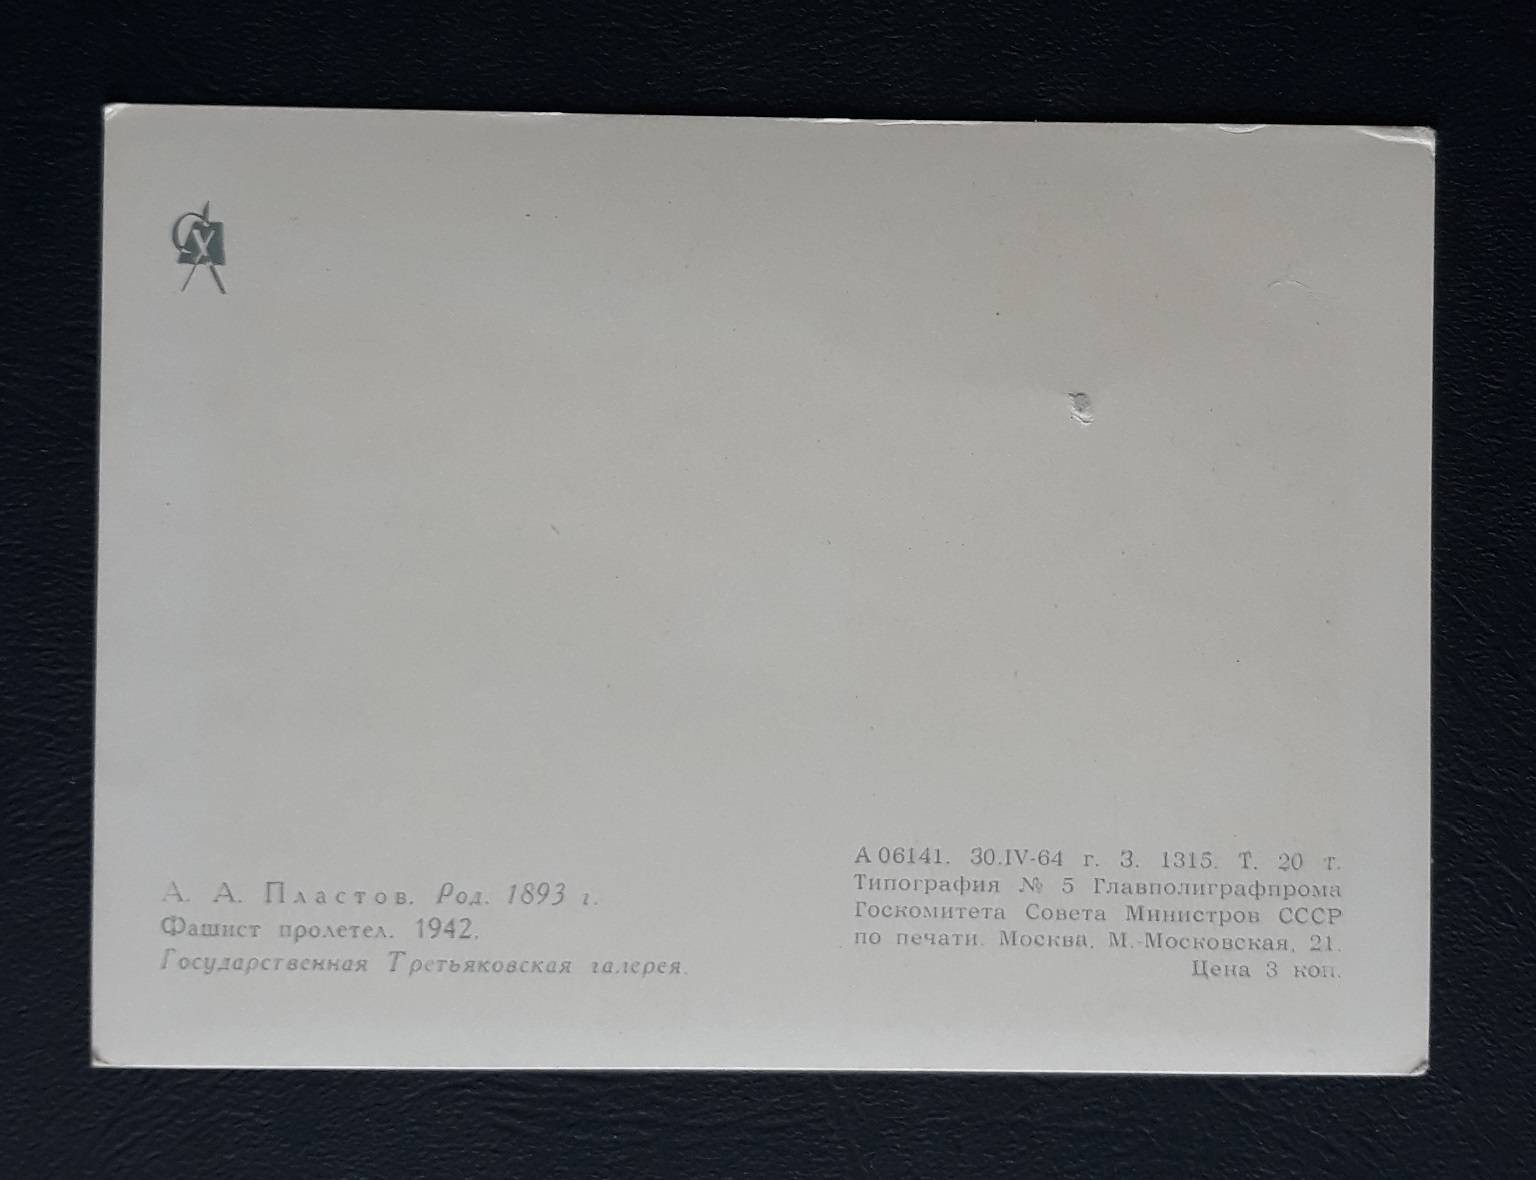 СХ
А. А. Пластов. Род. 1893 г.
Фашист пролетел. 1942.
Государственная Третьяковская галерея.
А 06141. 30.IV-64 г. З. 1315. Т. 20 т.
Типография № 5 Главполиграфпрома
Госкомитета Совета Министров СССР
по печати. Москва, М.-Московская, 21.
Цена 3 коп.